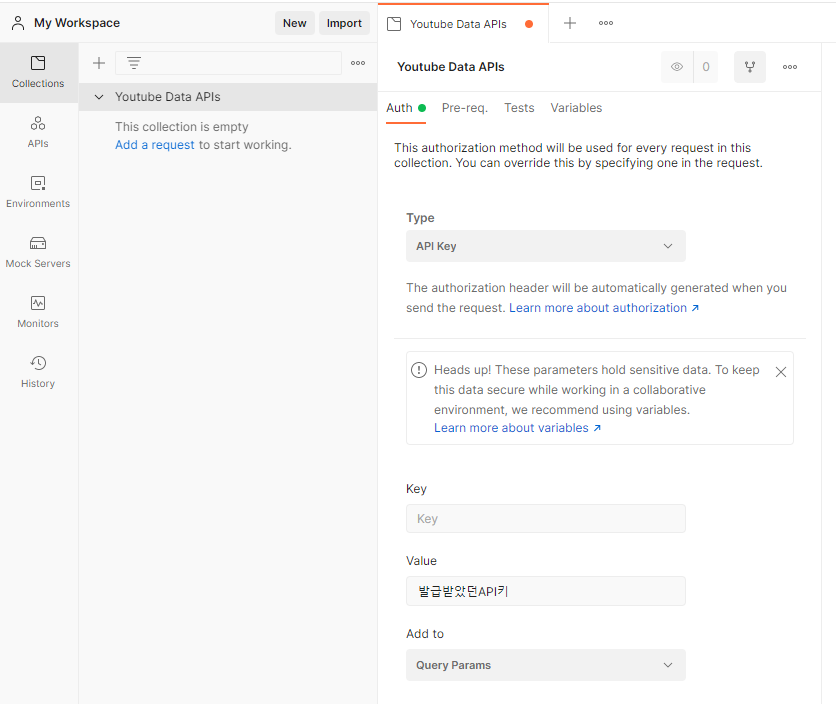 My Workspace
New
Import
Collections
APIs
Environments
Mock Servers
Monitors
History
Youtube Data APIs
This collection is empty
Add a request to start working.
Youtube Data APIs
Youtube Data APIs
0
Auth
Pre-req.
Tests
Variables
This authorization method will be used for every request in this
collection. You can override this by specifying one in the request.
Type
API Key
The authorization header will be automatically generated when you
send the request. Learn more about authorization ↗
Heads up! These parameters hold sensitive data. To keep
this data secure while working in a collaborative
environment, we recommend using variables.
Learn more about variables ↗
Key
Key
Value
발급받았던API키
Add to
Query Params